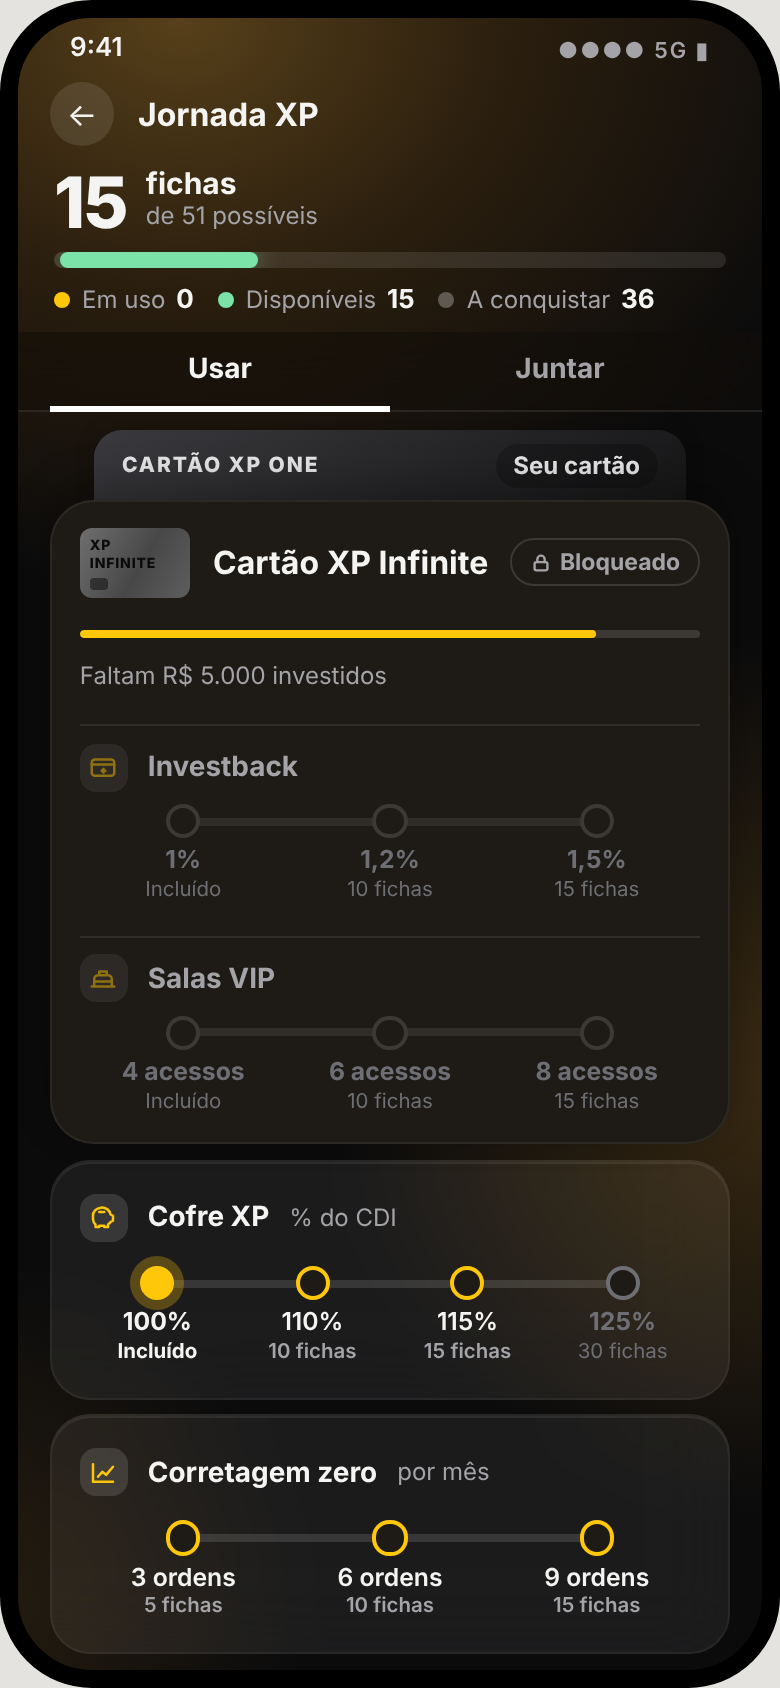 9:41
5G
Jornada XP
15 fichas
de 51 possíveis
Em uso 0 Disponíveis 15 A conquistar 36
Usar Juntar
CARTÃO XP ONE Seu cartão
XP
INFINITE
Cartão XP Infinite Bloqueado
Faltam R$ 5.000 investidos
Investback
1% 1,2% 1,5%
Incluído 10 fichas 15 fichas
Salas VIP
4 acessos 6 acessos 8 acessos
Incluído 10 fichas 15 fichas
Cofre XP % do CDI
100% 110% 115% 125%
Incluído 10 fichas 15 fichas 30 fichas
Corretagem zero por mês
3 ordens 6 ordens 9 ordens
5 fichas 10 fichas 15 fichas